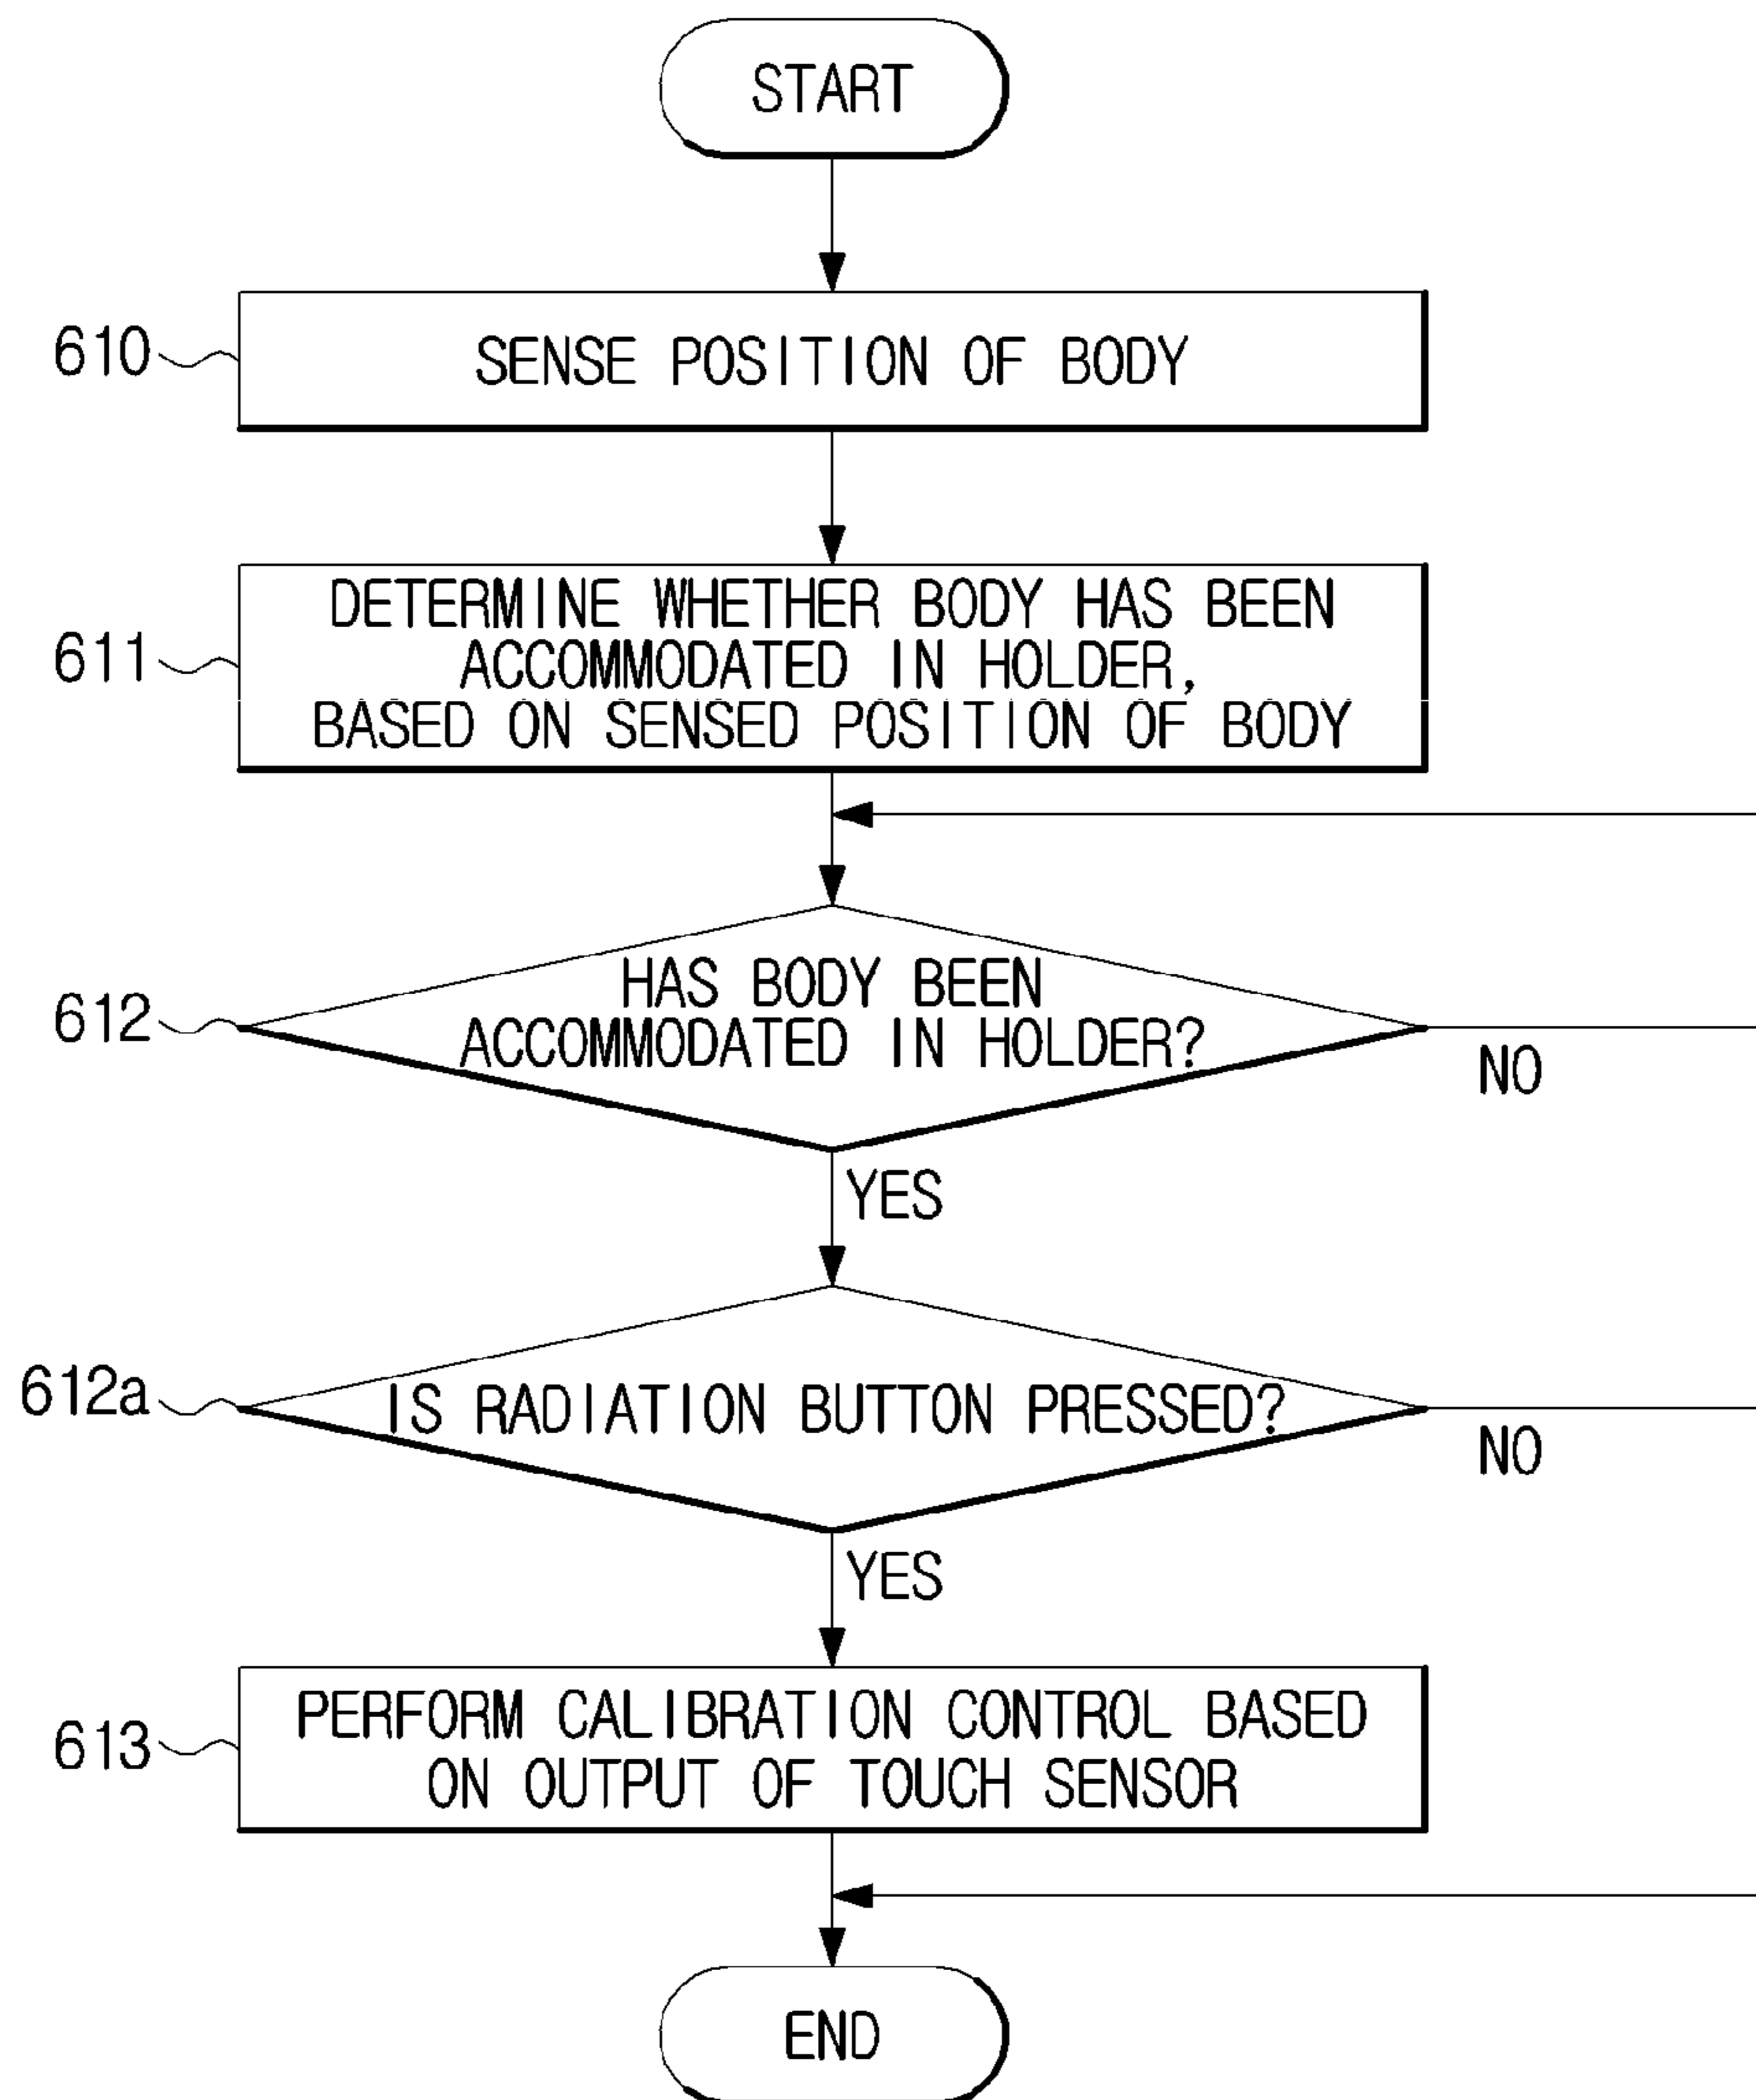 START
610
SENSE POSITION OF BODY
611
DETERMINE WHETHER BODY HAS BEEN
ACCOMMODATED IN HOLDER,
BASED ON SENSED POSITION OF BODY
612
HAS BODY BEEN
ACCOMMODATED IN HOLDER?
NO
YES
612a
IS RADIATION BUTTON PRESSED?
NO
YES
613
PERFORM CALIBRATION CONTROL BASED
ON OUTPUT OF TOUCH SENSOR
END